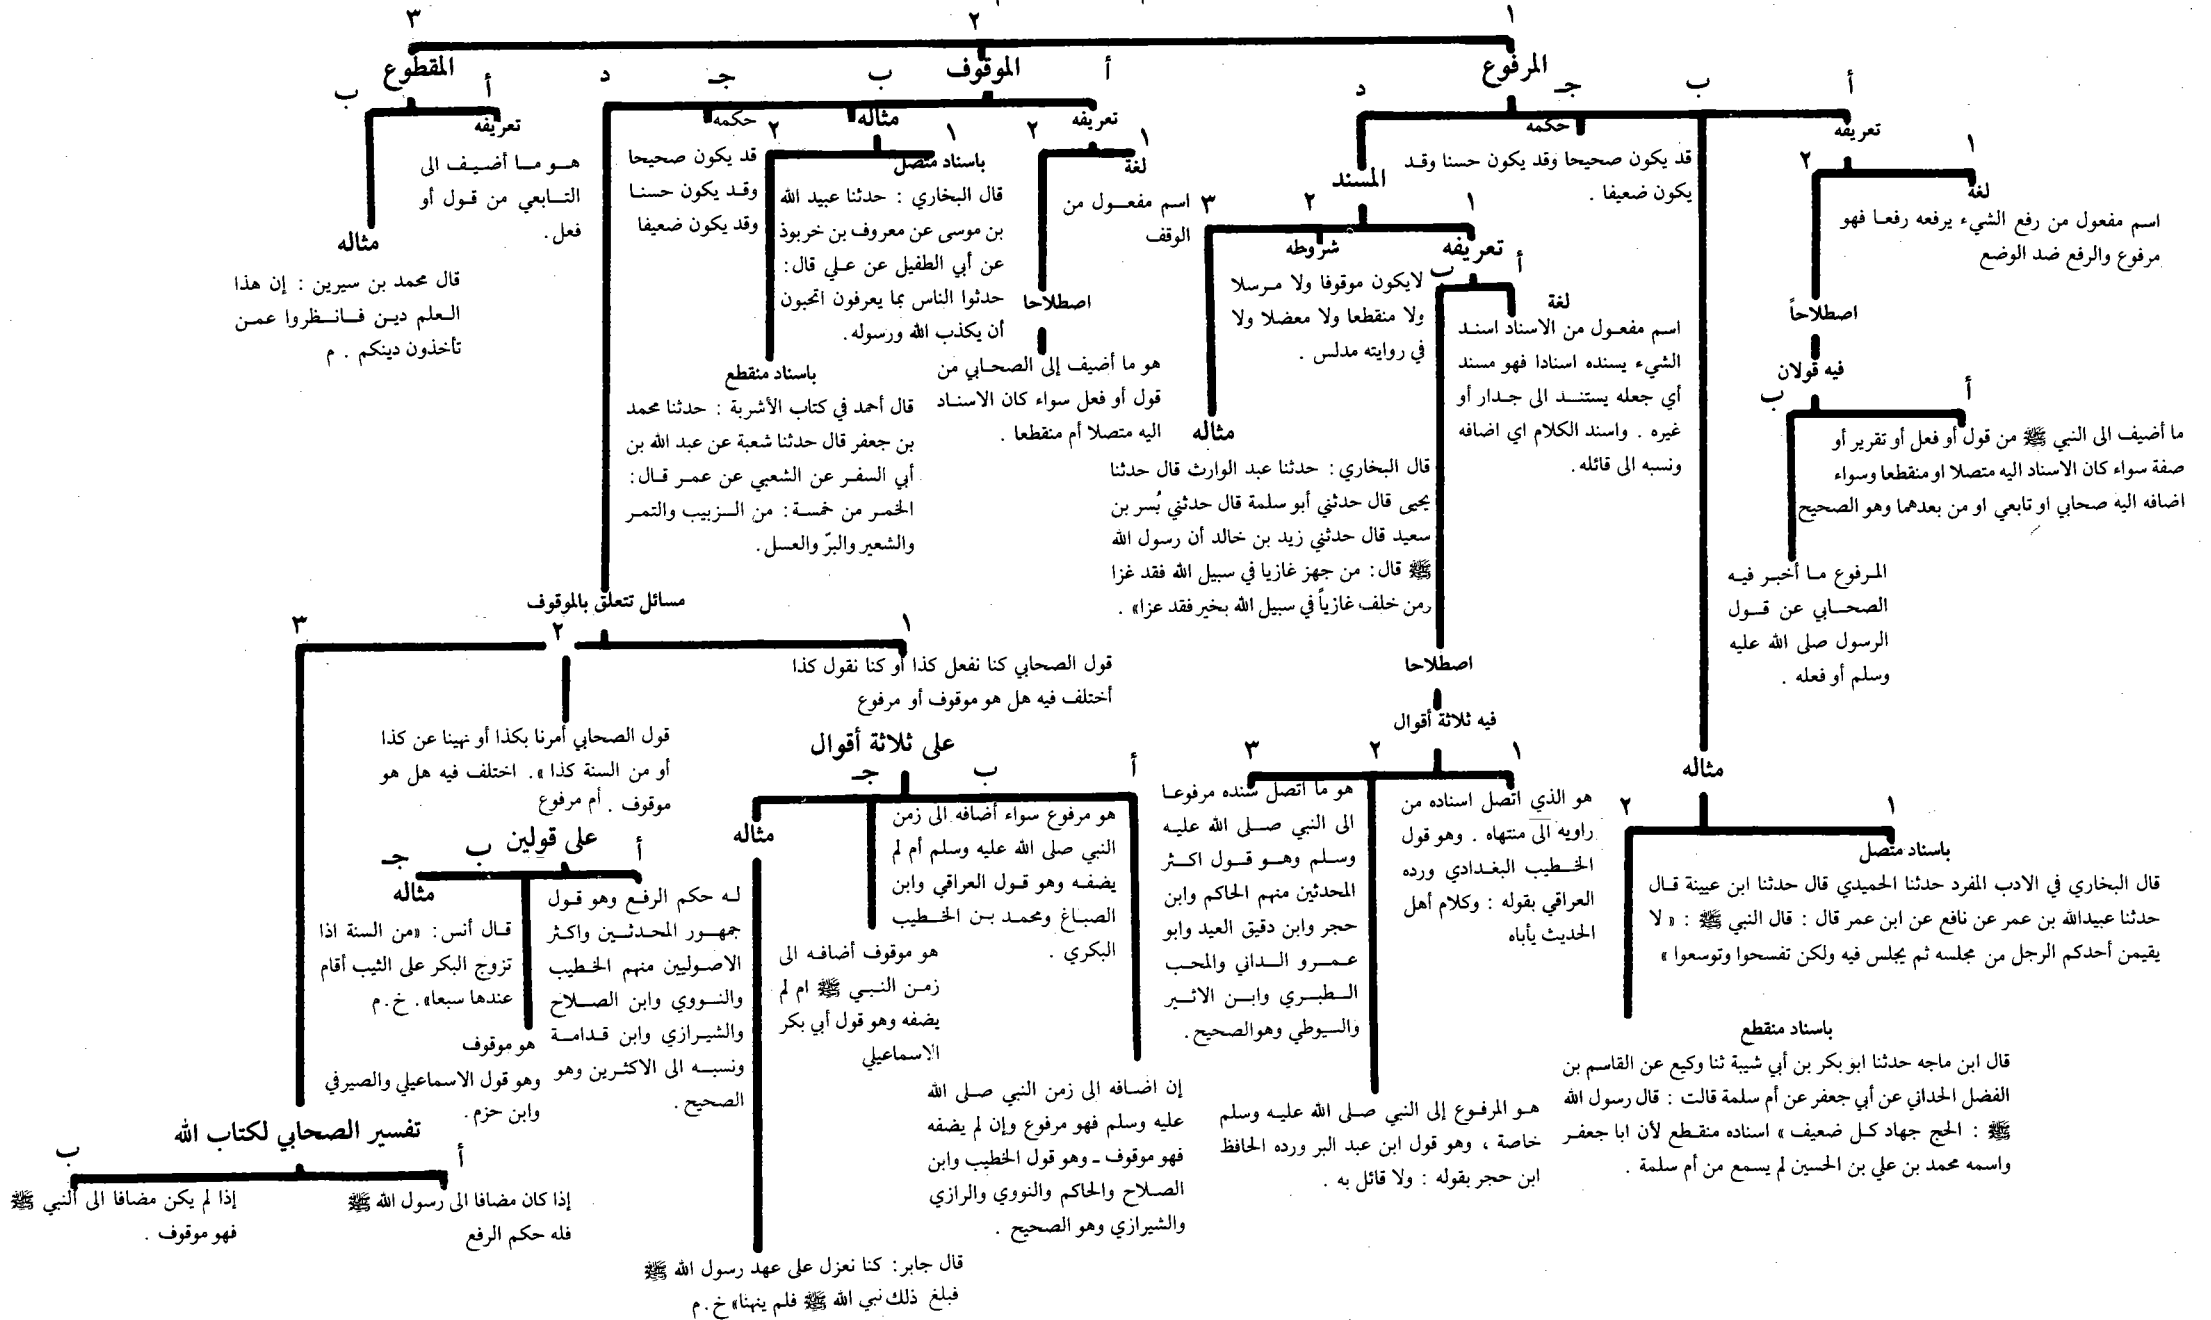 ١
٢
٣
المرفوع
الموقوف
المقطوع
أ
ب
جـ
د
تعريفه
حكمه
١
٢
لغة
اسم مفعول من رفع الشيء يرفعه رفعا فهو
مرفوع والرفع ضد الوضع
اصطلاحاً
فيه قولان
أ
ب
ما أضيف الى النبي ﷺ من قول أو فعل أو تقرير أو
صفة سواء كان الاسناد اليه متصلا او منقطعا وسواء
اضافه اليه صحابي او تابعي او من بعدهما وهو الصحيح
المرفوع ما أخبر فيه
الصحابي عن قول
الرسول صلى الله عليه
وسلم أو فعله .
مثاله
١
٢
باسناد متصل
قال البخاري في الادب المفرد حدثنا الحميدي قال حدثنا ابن عيينة قال
حدثنا عبيدالله بن عمر عن نافع عن ابن عمر قال : قال النبي ﷺ : « لا
يقيمن أحدكم الرجل من مجلسه ثم يجلس فيه ولكن تفسحوا وتوسعوا »
باسناد منقطع
قال ابن ماجه حدثنا ابو بكر بن أبي شيبة ثنا وكيع عن القاسم بن
الفضل الحداني عن أبي جعفر عن أم سلمة قالت : قال رسول الله
ﷺ : الحج جهاد كل ضعيف » اسناده منقطع لأن ابا جعفر
واسمه محمد بن علي بن الحسين لم يسمع من أم سلمة .
قد يكون صحيحا وقد يكون حسنا وقد
يكون ضعيفا .
المسند
١
٢
٣
تعريفه
شروطه
أ
ب
لغة
اسم مفعول من الاسناد اسند
الشيء يسنده اسنادا فهو مسند
أي جعله يستند الى جدار أو
غيره . واسند الكلام اي اضافه
ونسبه الى قائله.
لايكون موقوفا ولا مرسلا
ولا منقطعا ولا معضلا ولا
في روايته مدلس .
مثاله
قال البخاري: حدثنا عبد الوارث قال حدثنا
يحيى قال حدثني أبو سلمة قال حدثني بُسر بن
سعيد قال حدثني زيد بن خالد أن رسول الله
ﷺ قال: من جهز غازيا في سبيل الله فقد غزا
ومن خلف غازياً في سبيل الله بخير فقد عزا» .
اصطلاحا
فيه ثلاثة أقوال
١
٢
٣
هو الذي اتصل اسناده من
راويه الى منتهاه . وهو قول
الخطيب البغدادي ورده
العراقي بقوله : وكلام أهل
الحديث يأباه
هو ما اتصل سنده مرفوعا
الى النبي صلى الله عليه
وسلم وهو قول اكثر
المحدثين منهم الحاكم وابن
حجر وابن دقيق العيد وابو
عمرو الداني والمحب
الطبري وابن الاثير
والسيوطي وهوالصحيح.
هو المرفوع إلى النبي صلى الله عليه وسلم
خاصة ، وهو قول ابن عبد البر ورده الحافظ
ابن حجر بقوله : ولا قائل به .
أ
ب
جـ
د
تعريفه
مثاله
حكمه
١
٢
لغة
اسم مفعول من
الوقف
اصطلاحا
هو ما أضيف إلى الصحابي من
قول أو فعل سواء كان الاسناد
اليه متصلا أم منقطعا .
١
٢
باسناد متصل
قال البخاري : حدثنا عبيد الله
بن موسى عن معروف بن خربوذ
عن أبي الطفيل عن علي قال:
حدثوا الناس بما يعرفون اتحبون
أن يكذب الله ورسوله.
باسناد منقطع
قال أحمد في كتاب الأشربة : حدثنا محمد
بن جعفر قال حدثنا شعبة عن عبد الله بن
أبي السفر عن الشعبي عن عمر قال:
الخمر من خمسة: من الزبيب والتمر
والشعير والبرّ والعسل.
قد يكون صحيحا
وقد يكون حسنا
وقد يكون ضعيفا
مسائل تتعلق بالموقوف
١
٢
٣
قول الصحابي كنا نفعل كذا أو كنا نقول كذا
أختلف فيه هل هو موقوف أو مرفوع
على ثلاثة أقوال
أ
ب
جـ
هو مرفوع سواء أضافه الى زمن
النبي صلى الله عليه وسلم أم لم
يضفه وهو قول العراقي وابن
الصباغ ومحمد بن الخطيب
البكري .
هو موقوف أضافه الى
زمن النبي ﷺ ام لم
يضفه وهو قول أبي بكر
الاسماعيلي
إن اضافه الى زمن النبي صلى الله
عليه وسلم فهو مرفوع وإن لم يضفه
فهو موقوف ـ وهو قول الخطيب وابن
الصلاح والحاكم والنووي والرازي
والشيرازي وهو الصحيح .
مثاله
قال جابر: كنا نعزل على عهد رسول الله ﷺ
فبلغ ذلك نبي الله ﷺ فلم ينهنا» خ.م
قول الصحابي أمرنا بكذا أو نهينا عن كذا
أو من السنة كذا ». اختلف فيه هل هو
موقوف . أم مرفوع
على قولين
أ
ب
جـ
له حكم الرفع وهو قول
جمهور المحدثين واكثر
الاصوليين منهم الخطيب
والنووي وابن الصلاح
والشيرازي وابن قدامة
ونسبه الى الاكثرين وهو
الصحيح.
هو موقوف
وهو قول الاسماعيلي والصيرفي
وابن حزم.
مثاله
قال أنس: «من السنة اذا
تزوج البكر على الثيب أقام
عندها سبعا». خ.م
تفسير الصحابي لكتاب الله
أ
ب
إذا كان مضافا الى رسول الله ﷺ
فله حكم الرفع
إذا لم يكن مضافا الى النبي ﷺ
فهو موقوف .
أ
ب
تعريفه
هو ما أضيف الى
التابعي من قول أو
فعل.
مثاله
قال محمد بن سيرين : إن هذا
العلم دين فانظروا عمن
تأخذون دينكم . م